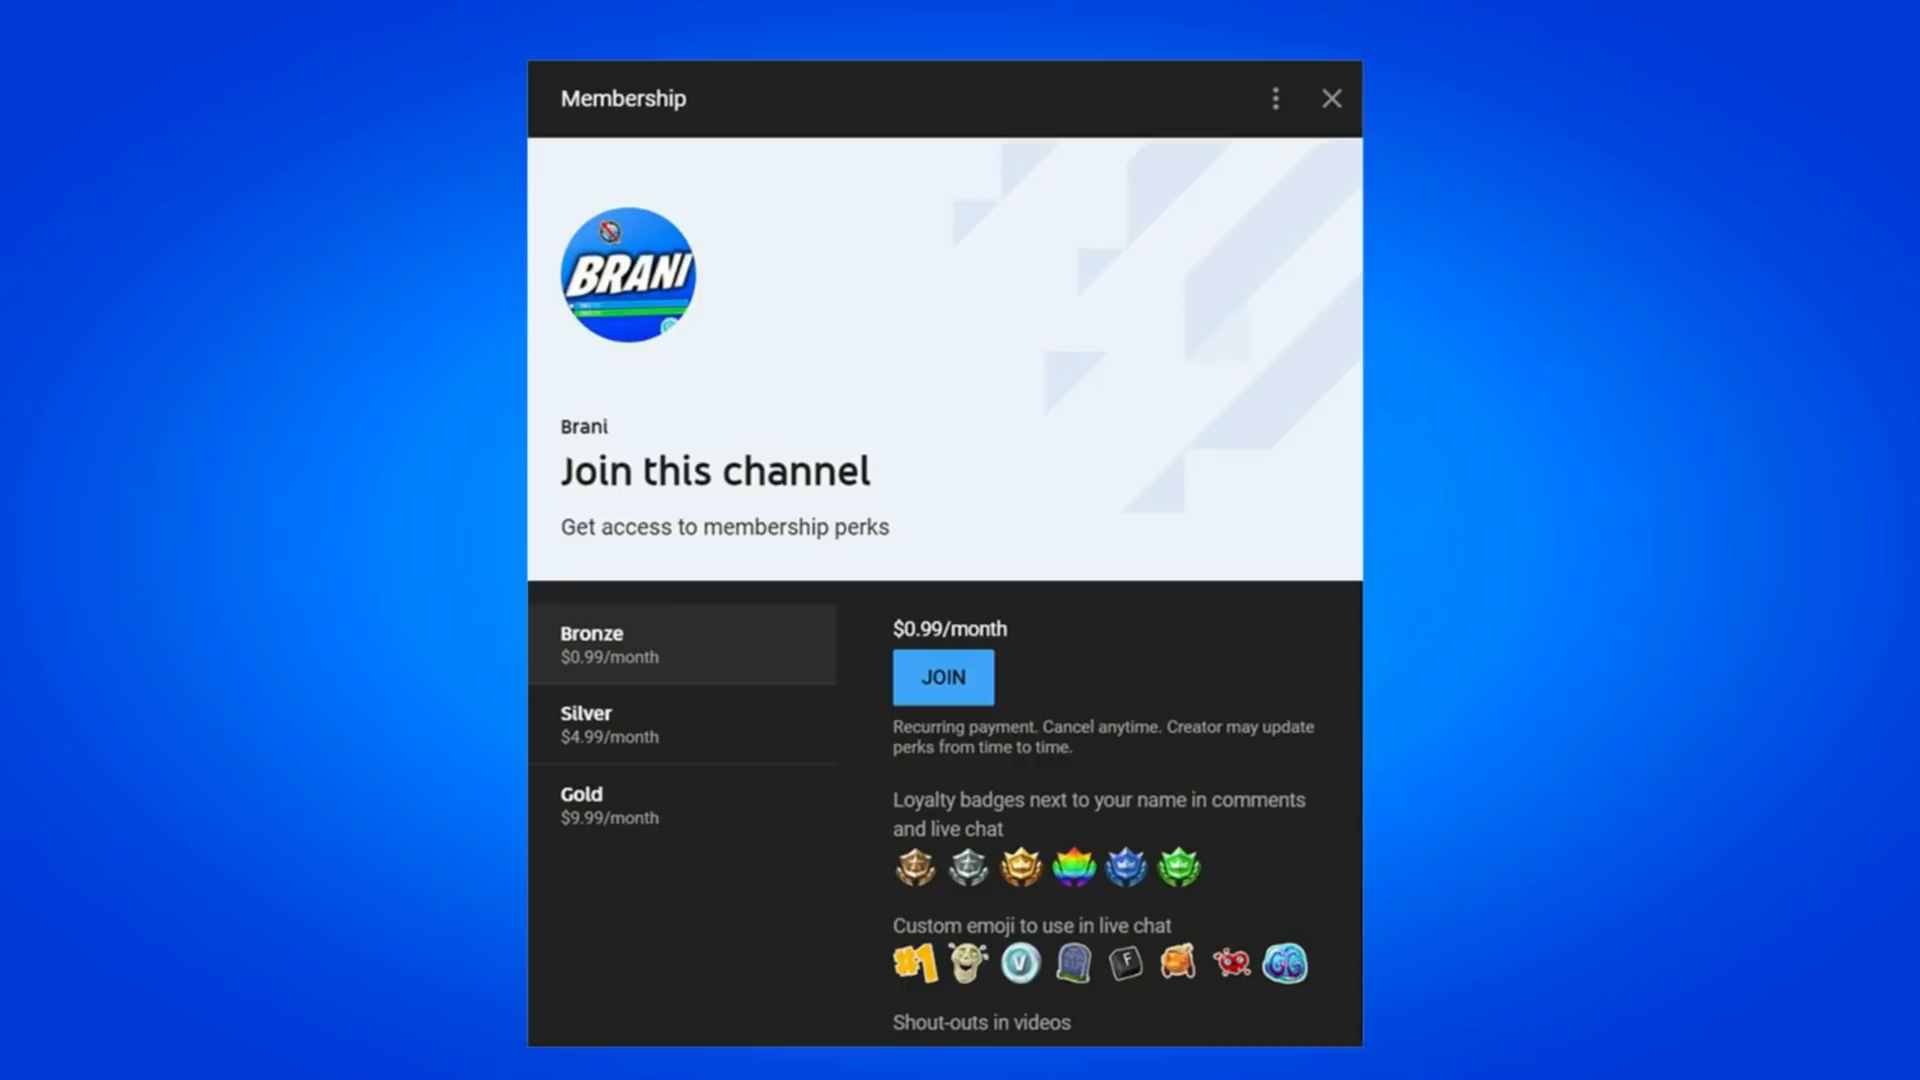 Membership
BRANI
Brani
Join this channel
Get access to membership perks
Bronze
$0.99/month
Silver
$4.99/month
Gold
$9.99/month
$0.99/month
JOIN
Recurring payment. Cancel anytime. Creator may update
perks from time to time.
Loyalty badges next to your name in comments
and live chat
Custom emoji to use in live chat
#1
V
RIP
F
GG
Shout-outs in videos